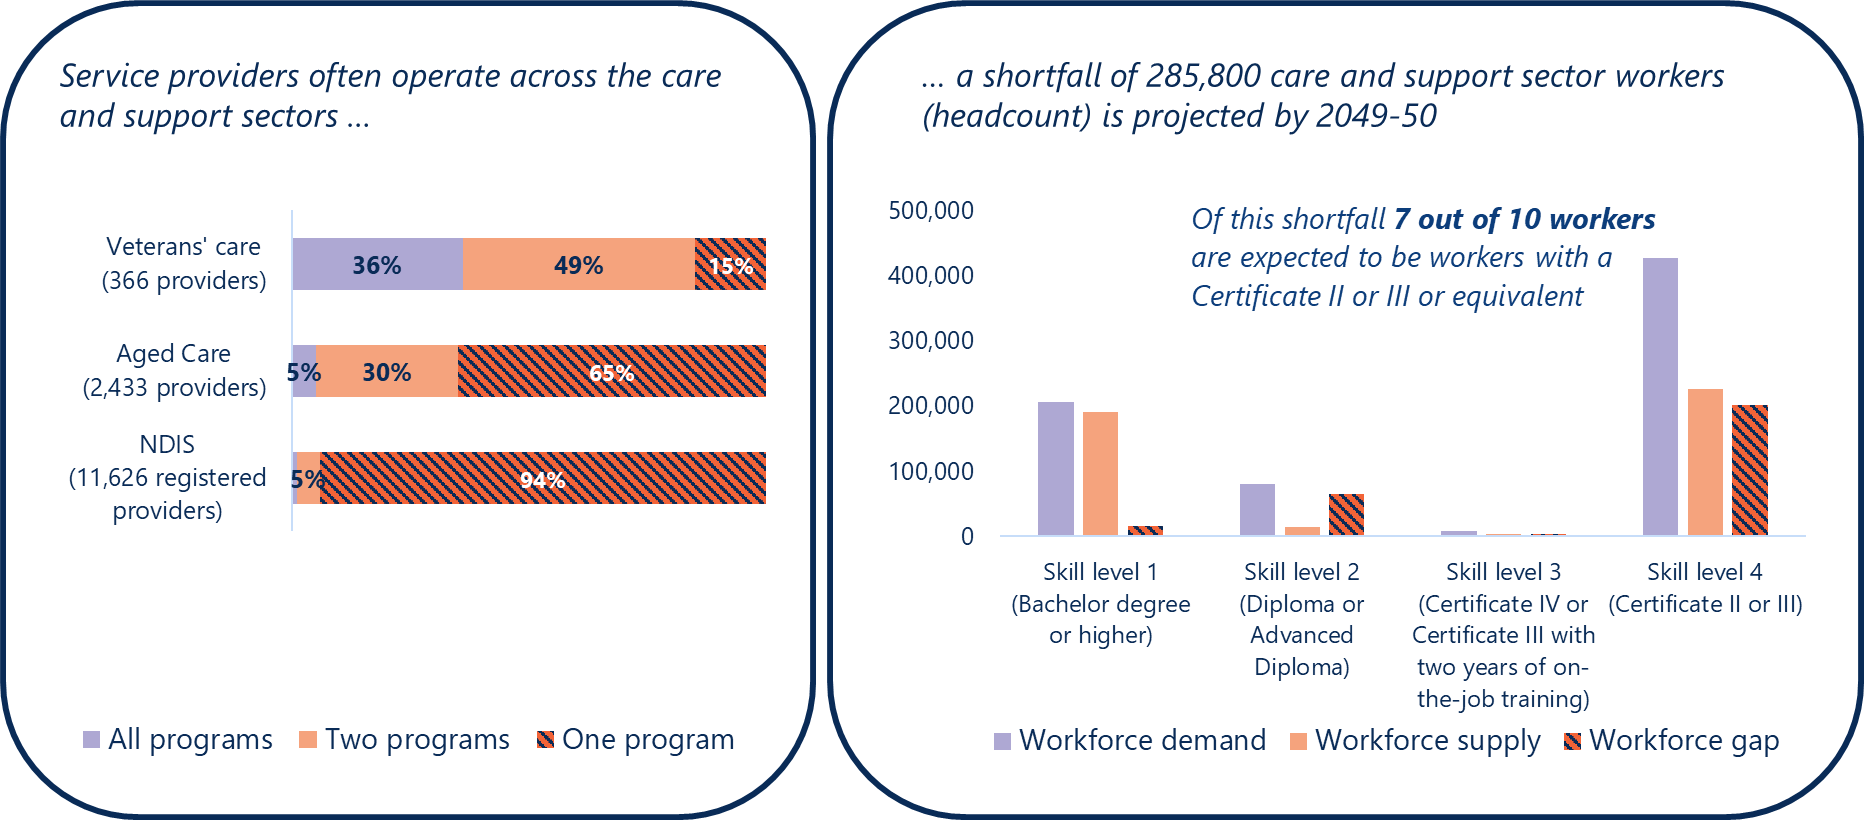 Service providers often operate across the care
and support sectors ...
Veterans' care
(366 providers)
36%
49%
15%
Aged Care
(2,433 providers)
5%
30%
65%
NDIS
(11,626 registered
providers)
5%
94%
All programs
Two programs
One program
... a shortfall of 285,800 care and support sector workers
(headcount) is projected by 2049-50
Of this shortfall 7 out of 10 workers
are expected to be workers with a
Certificate II or III or equivalent
500,000
400,000
300,000
200,000
100,000
0
Skill level 1
(Bachelor degree
or higher)
Skill level 2
(Diploma or
Advanced
Diploma)
Skill level 3
(Certificate IV or
Certificate III with
two years of on-
the-job training)
Skill level 4
(Certificate II or III)
Workforce demand
Workforce supply
Workforce gap